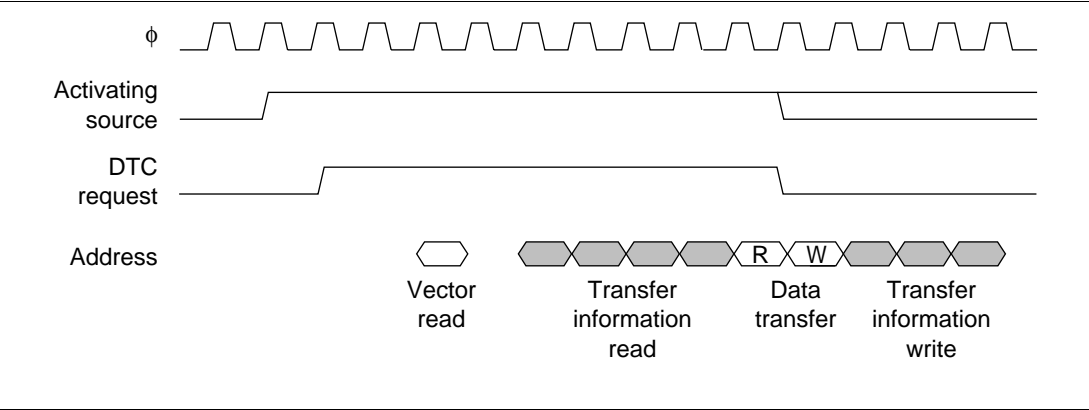 ϕ
Activating
source
DTC
request
Address
R W
Vector
read
Transfer
information
read
Data
transfer
Transfer
information
write